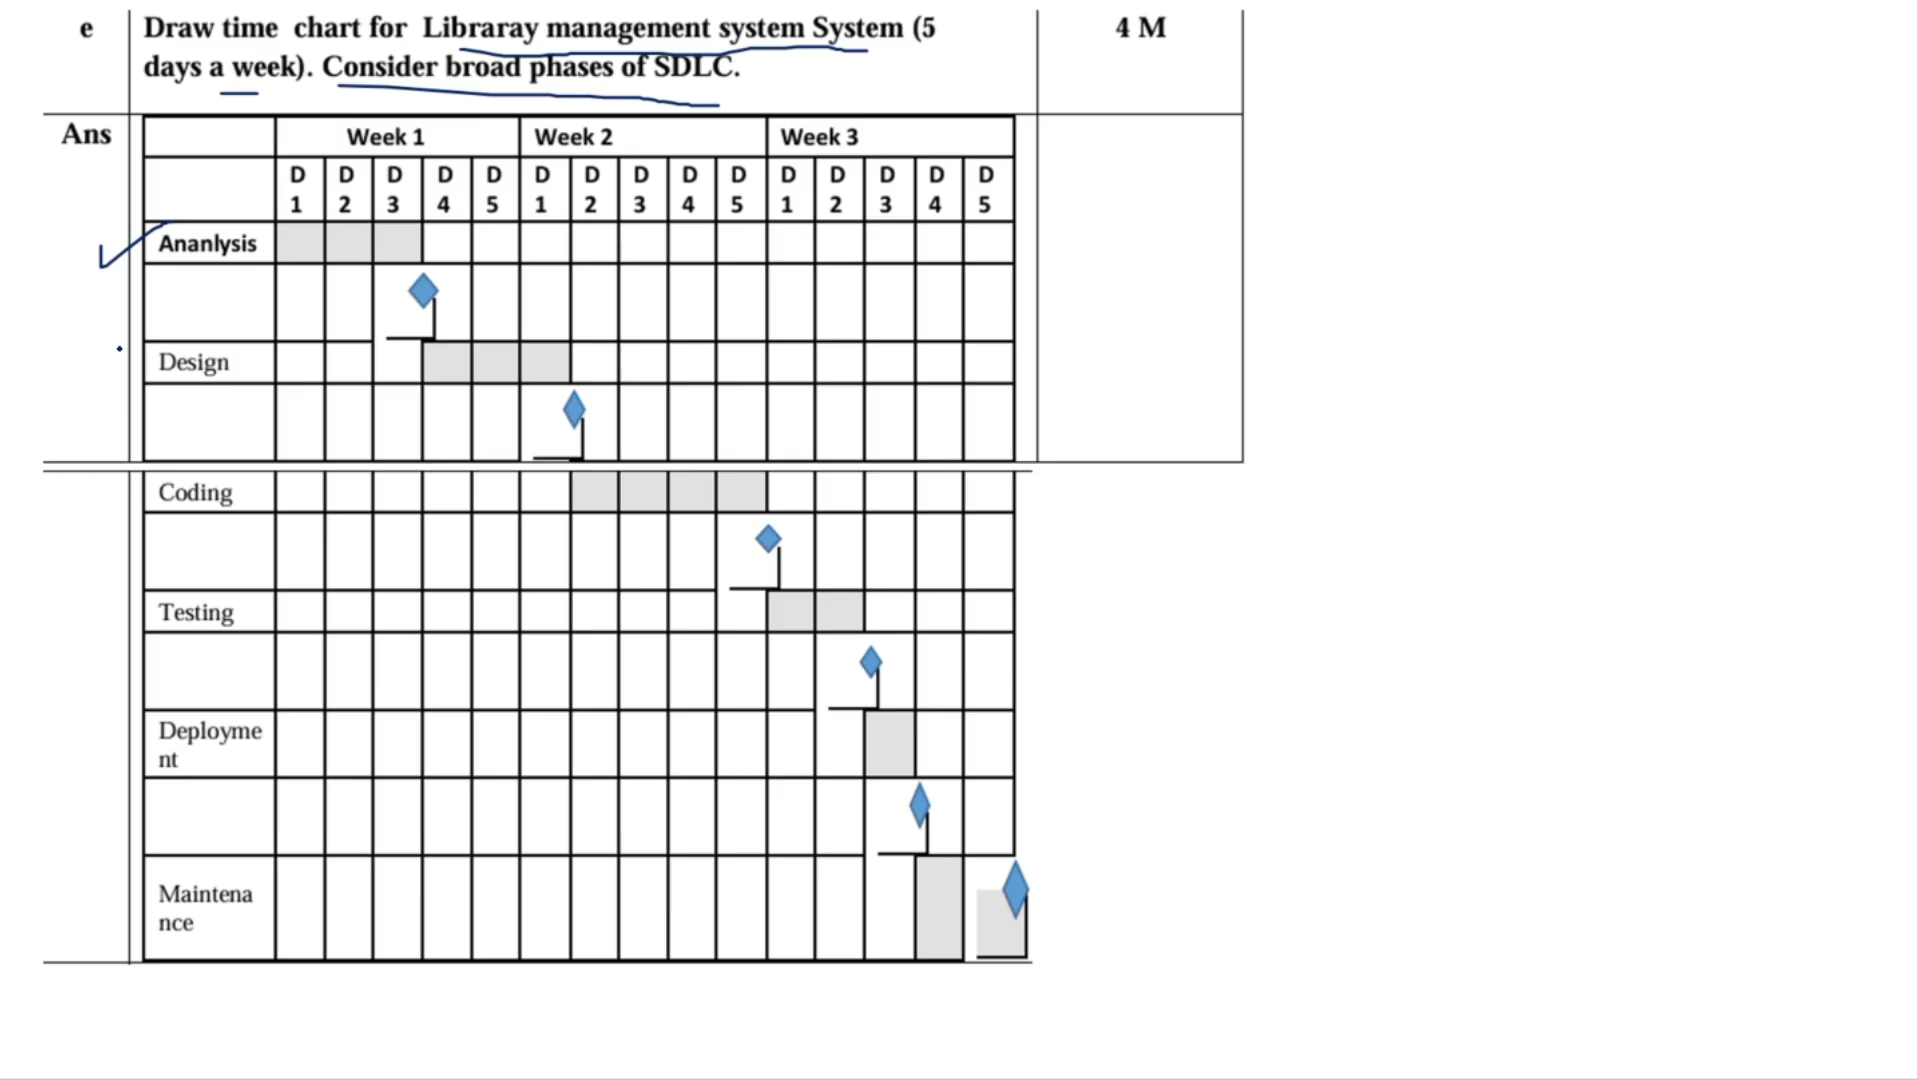 e Draw time chart for Libraray management system System (5 4 M
days a week). Consider broad phases of SDLC.
Ans Week 1 Week 2 Week 3
D D D D D D D D D D D D D D D
1 2 3 4 5 1 2 3 4 5 1 2 3 4 5
Ananlysis
Design
Coding
Testing
Deployme
nt
Maintena
nce